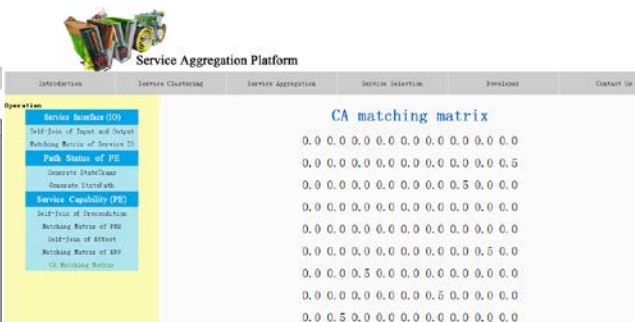 Service Aggregation Platform
Introduction Service Clustering Service Aggregation Service Selection Developer Contact Us
Operation
Service Interface (IO)
Self-Join of Input and Output
Matching Matrix of Service IO
Path Status of PE
Generate StateTrans
Generate StatePath
Service Capability (PE)
Self-Join of Precondition
Matching Matrix of PRE
Self-Join of Effect
Matching Matrix of EFF
CA Matching Matrix
CA matching matrix
0.0 0.0 0.0 0.0 0.0 0.0 0.0 0.0 0.0
0.0 0.0 0.0 0.0 0.0 0.0 0.0 0.0 0.5
0.0 0.0 0.0 0.0 0.0 0.0 0.5 0.0 0.0
0.0 0.0 0.0 0.0 0.0 0.0 0.0 0.0 0.0
0.0 0.0 0.0 0.0 0.0 0.0 0.0 0.0 0.0
0.0 0.0 0.0 0.0 0.0 0.0 0.0 0.5 0.0
0.0 0.0 0.5 0.0 0.0 0.0 0.0 0.0 0.0
0.0 0.0 0.0 0.0 0.0 0.5 0.0 0.0 0.0
0.0 0.5 0.0 0.0 0.0 0.0 0.0 0.0 0.0